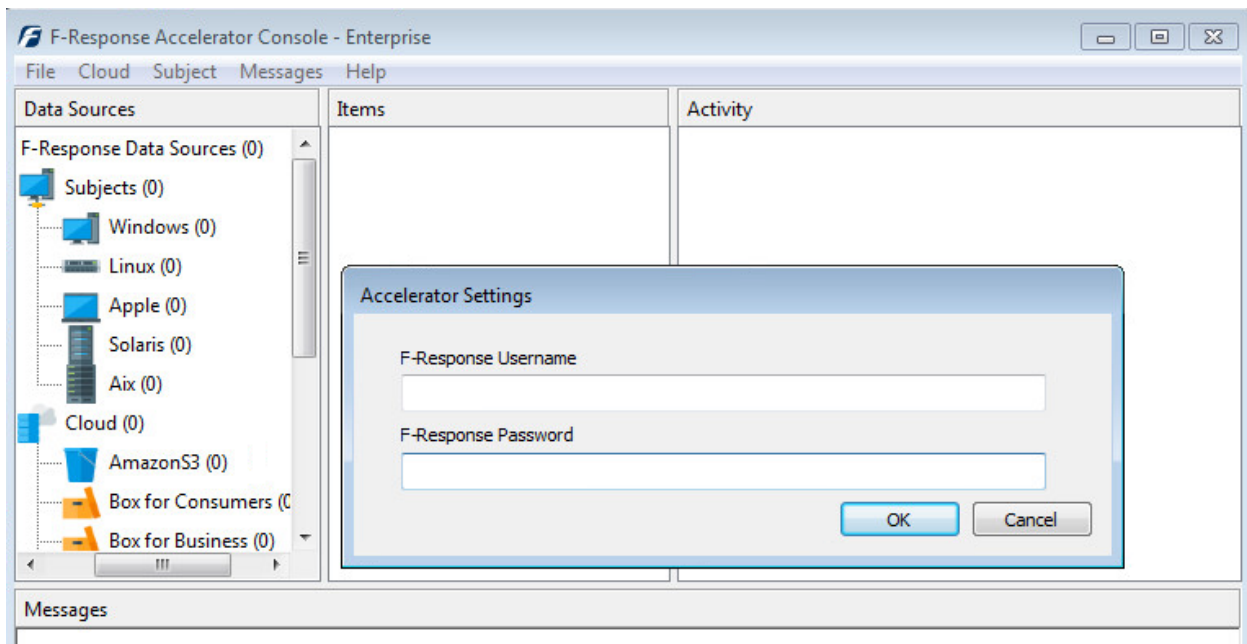 F-Response Accelerator Console - Enterprise
File Cloud Subject Messages Help
Data Sources
Items
Activity
F-Response Data Sources (0)
Subjects (0)
Windows (0)
Linux (0)
Apple (0)
Solaris (0)
Aix (0)
Cloud (0)
AmazonS3 (0)
Box for Consumers (0
Box for Business (0)
Accelerator Settings
F-Response Username
F-Response Password
OK
Cancel
Messages